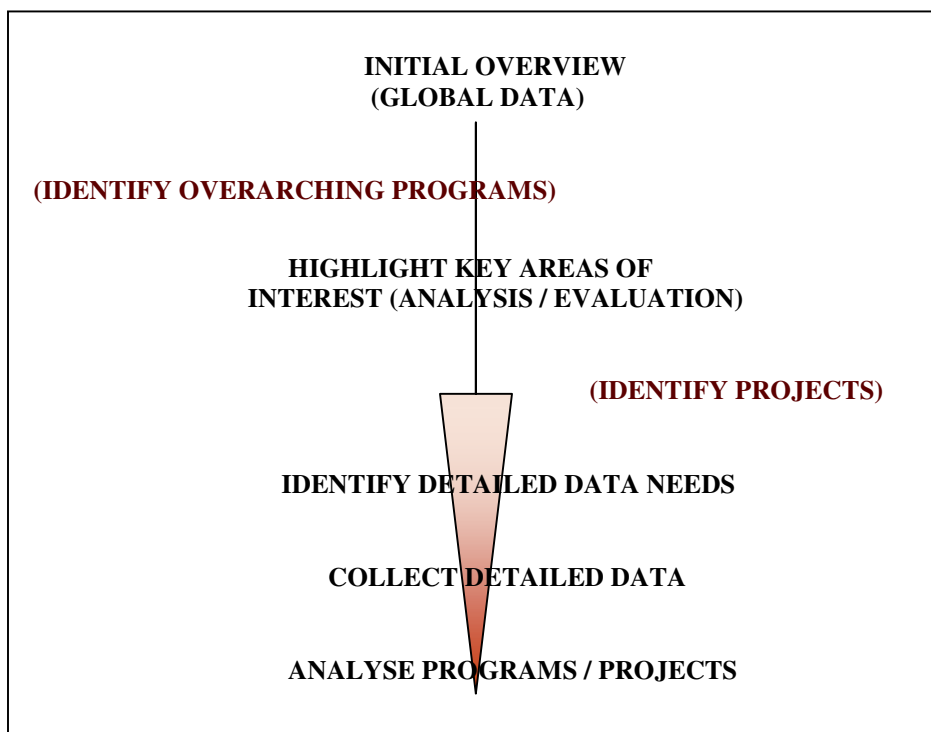 INITIAL OVERVIEW
(GLOBAL DATA)
(IDENTIFY OVERARCHING PROGRAMS)
HIGHLIGHT KEY AREAS OF
INTEREST (ANALYSIS / EVALUATION)
(IDENTIFY PROJECTS)
IDENTIFY DETAILED DATA NEEDS
COLLECT DETAILED DATA
ANALYSE PROGRAMS / PROJECTS